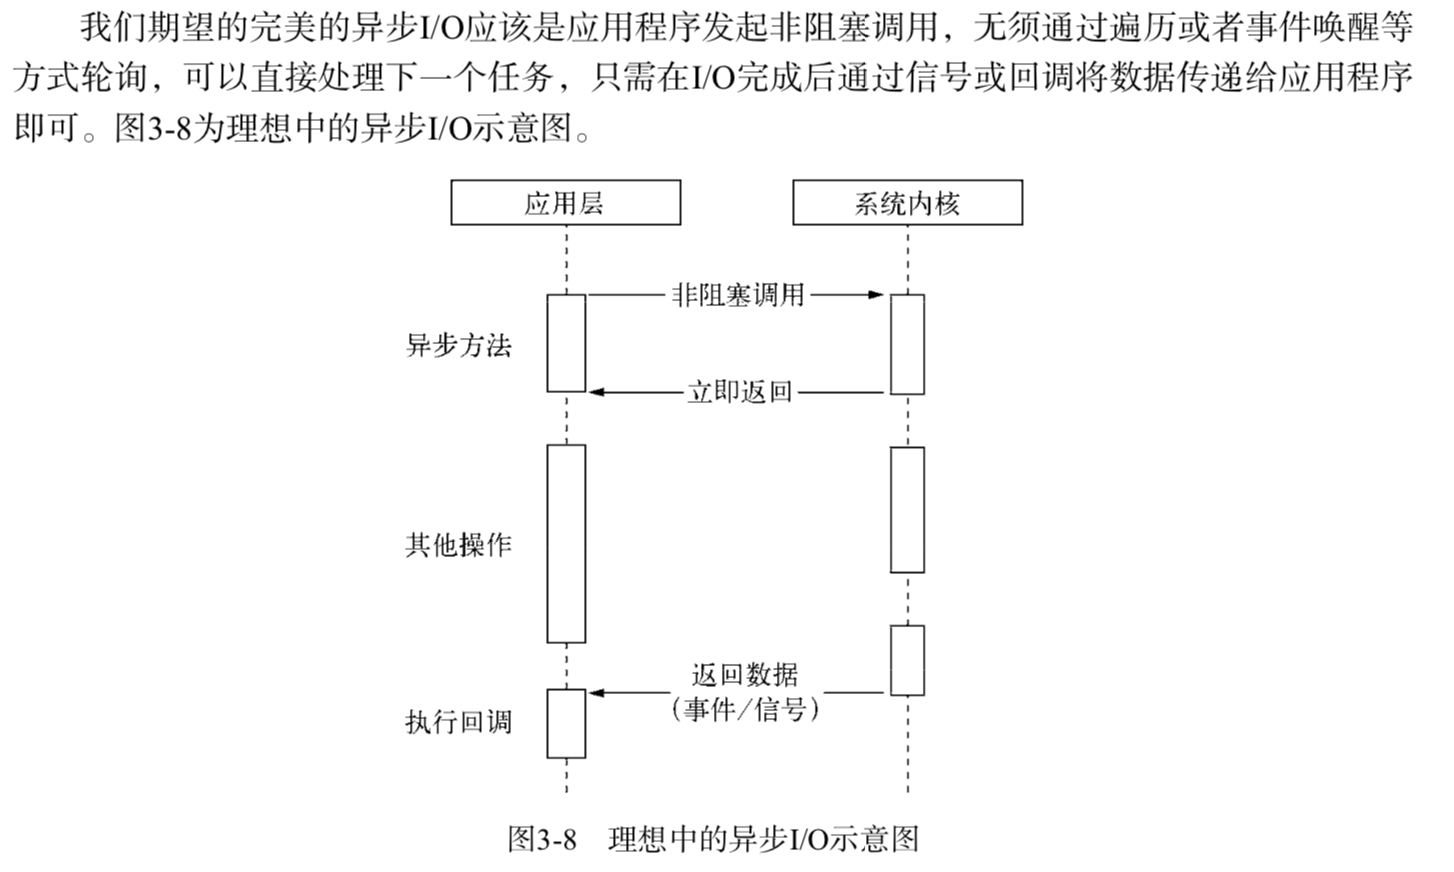 我们期望的完美的异步I/O应该是应用程序发起非阻塞调用，无须通过遍历或者事件唤醒等
方式轮询，可以直接处理下一个任务，只需在I/O完成后通过信号或回调将数据传递给应用程序
即可。图3-8为理想中的异步I/O示意图。
应用层
系统内核
非阻塞调用
异步方法
立即返回
其他操作
返回数据
（事件/信号）
执行回调
图3-8 理想中的异步I/O示意图